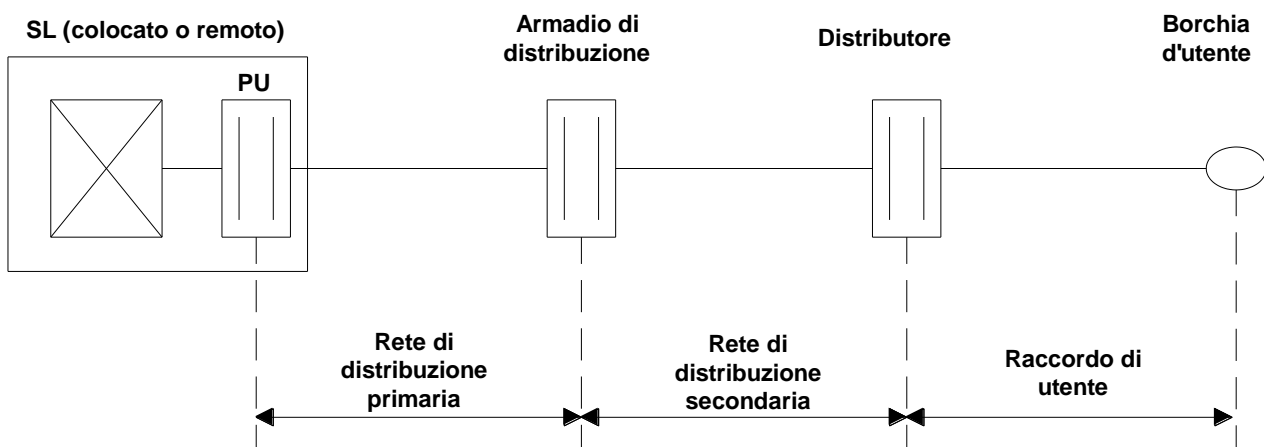 SL (colocato o remoto)
PU
Armadio di
distribuzione
Distributore
Borchia
d'utente
Rete di
distribuzione
primaria
Rete di
distribuzione
secondaria
Raccordo di
utente